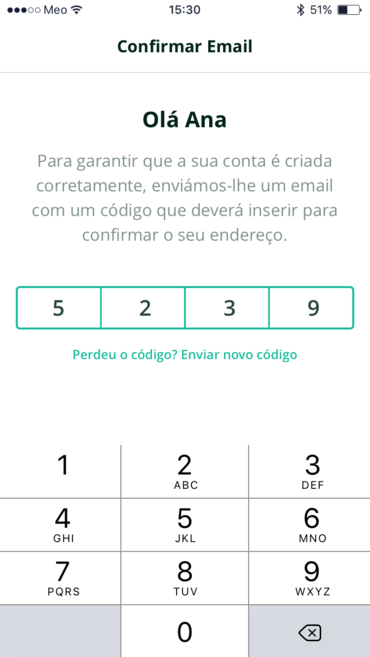 Meo 15:30 51%
Confirmar Email
Olá Ana
Para garantir que a sua conta é criada
corretamente, enviámos-lhe um email
com um código que deverá inserir para
confirmar o seu endereço.
5 2 3 9
Perdeu o código? Enviar novo código
1 2 3
ABC DEF
4 5 6
GHI JKL MNO
7 8 9
PQRS TUV WXYZ
0